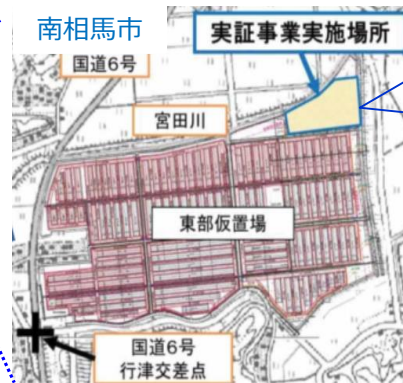 南相馬市
実証事業実施場所
国道6号
宮田川
東部仮置場
国道6号
行津交差点